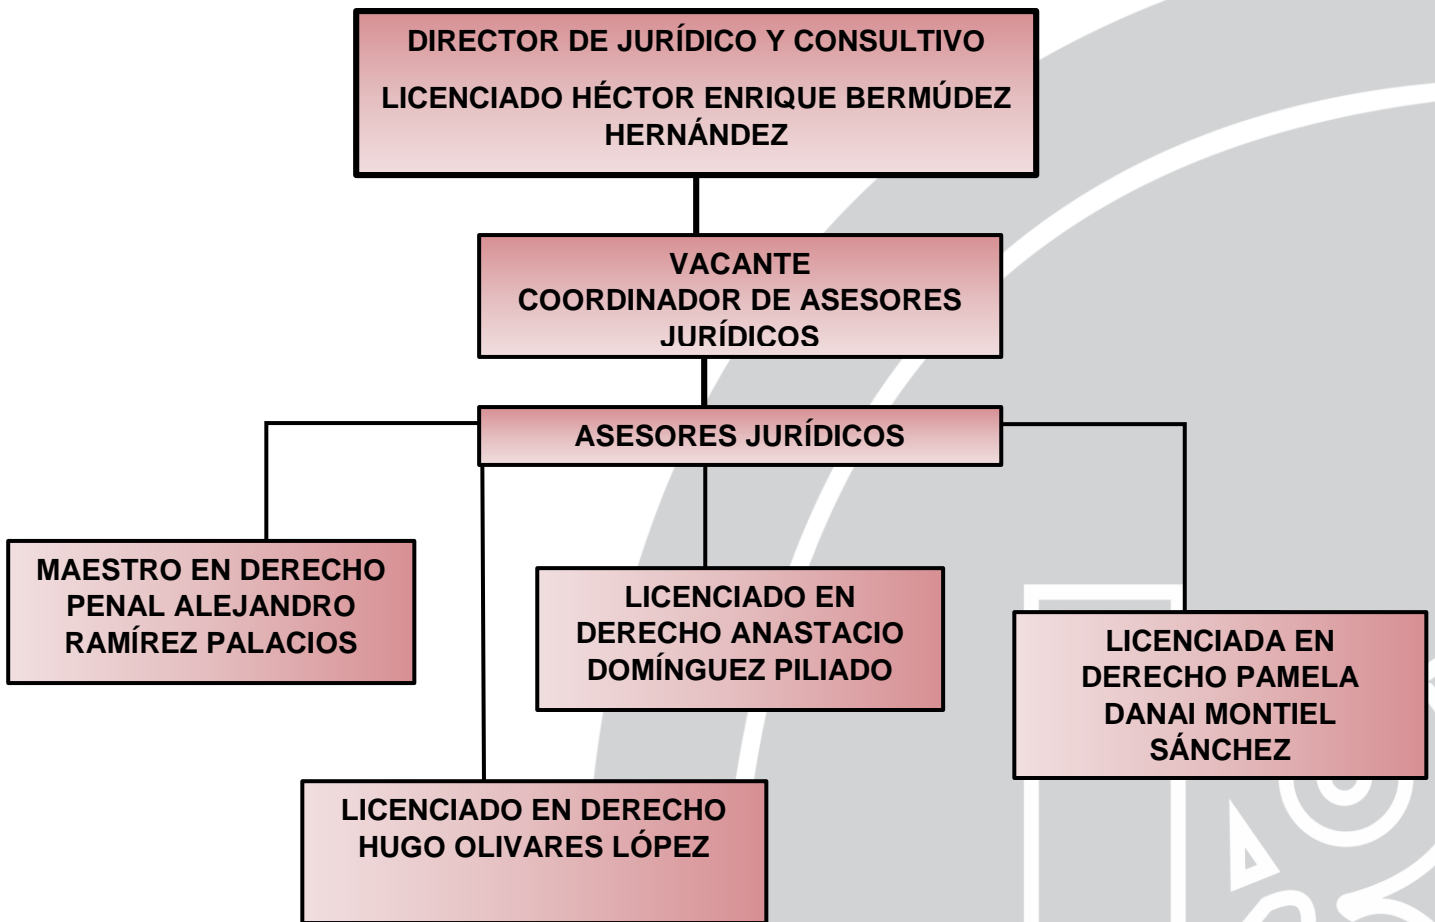 DIRECTOR DE JURÍDICO Y CONSULTIVO
LICENCIADO HÉCTOR ENRIQUE BERMÚDEZ
HERNÁNDEZ
VACANTE
COORDINADOR DE ASESORES
JURÍDICOS
ASESORES JURÍDICOS
MAESTRO EN DERECHO
PENAL ALEJANDRO
RAMÍREZ PALACIOS
LICENCIADO EN DERECHO
HUGO OLIVARES LÓPEZ
LICENCIADO EN
DERECHO ANASTACIO
DOMÍNGUEZ PILIADO
LICENCIADA EN
DERECHO PAMELA
DANAI MONTIEL
SÁNCHEZ